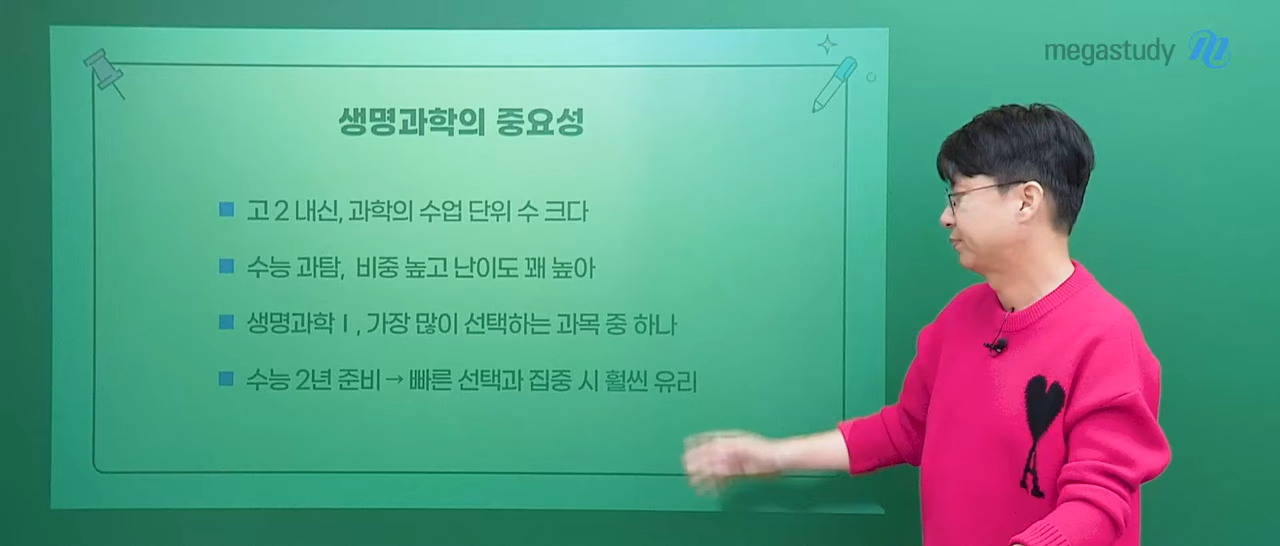 megastudy
생명과학의 중요성
고 2 내신, 과학의 수업 단위 수 크다
수능 과탐, 비중 높고 난이도 꽤 높아
생명과학 I, 가장 많이 선택하는 과목 중 하나
수능 2년 준비 → 빠른 선택과 집중 시 훨씬 유리